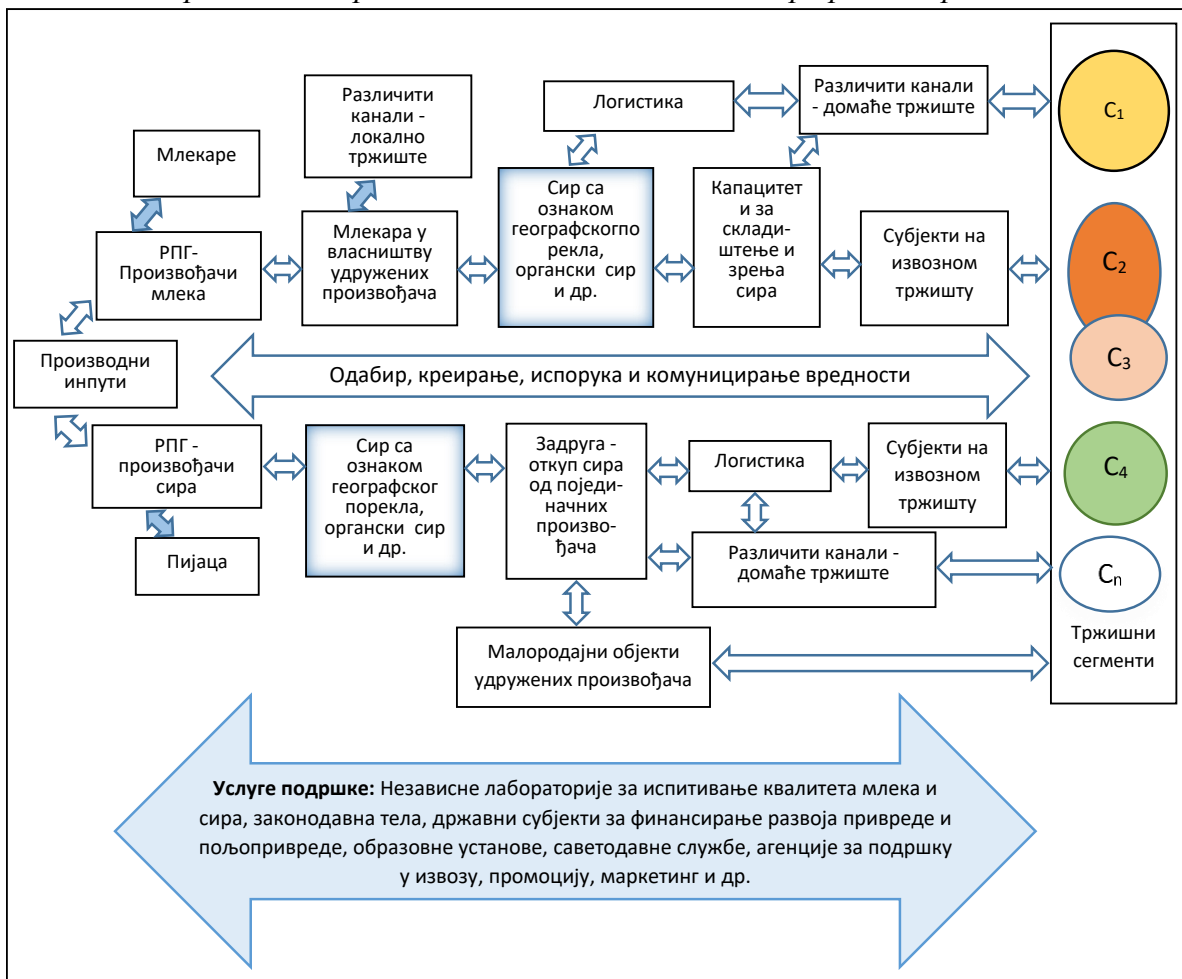 Логистика
Различити канали
- домаће тржиште
C1
Различити
канали -
локално
тржиште
Млекаре
Сир са
ознаком
географскогпо
рекла,
органски сир
и др.
Капацитет
и за
склади-
штење и
зрења
сира
РПГ-
Произвођачи
млека
Млекара у
власништву
удружених
произвођача
Субјекти на
извозном
тржишту
C2
Производни
инпути
Одабир, креирање, испорука и комуницирање вредности
C3
РПГ -
произвођачи
сира
Сир са
ознаком
географског
порекла,
органски сир
и др.
Задруга -
откуп сира
од поједи-
начних
произво-
ђача
Логистика
Субјекти на
извозном
тржишту
C4
Пијаца
Различити канали -
домаће тржиште
Cn
Малородајни објекти
удружених произвођача
Тржишни
сегменти
Услуге подршке: Независне лабораторије за испитивање квалитета млека и
сира, законодавна тела, државни субјекти за финансирање развоја привреде и
пољопривреде, образовне установе, саветодавне службе, агенције за подршку
у извозу, промоцију, маркетинг и др.